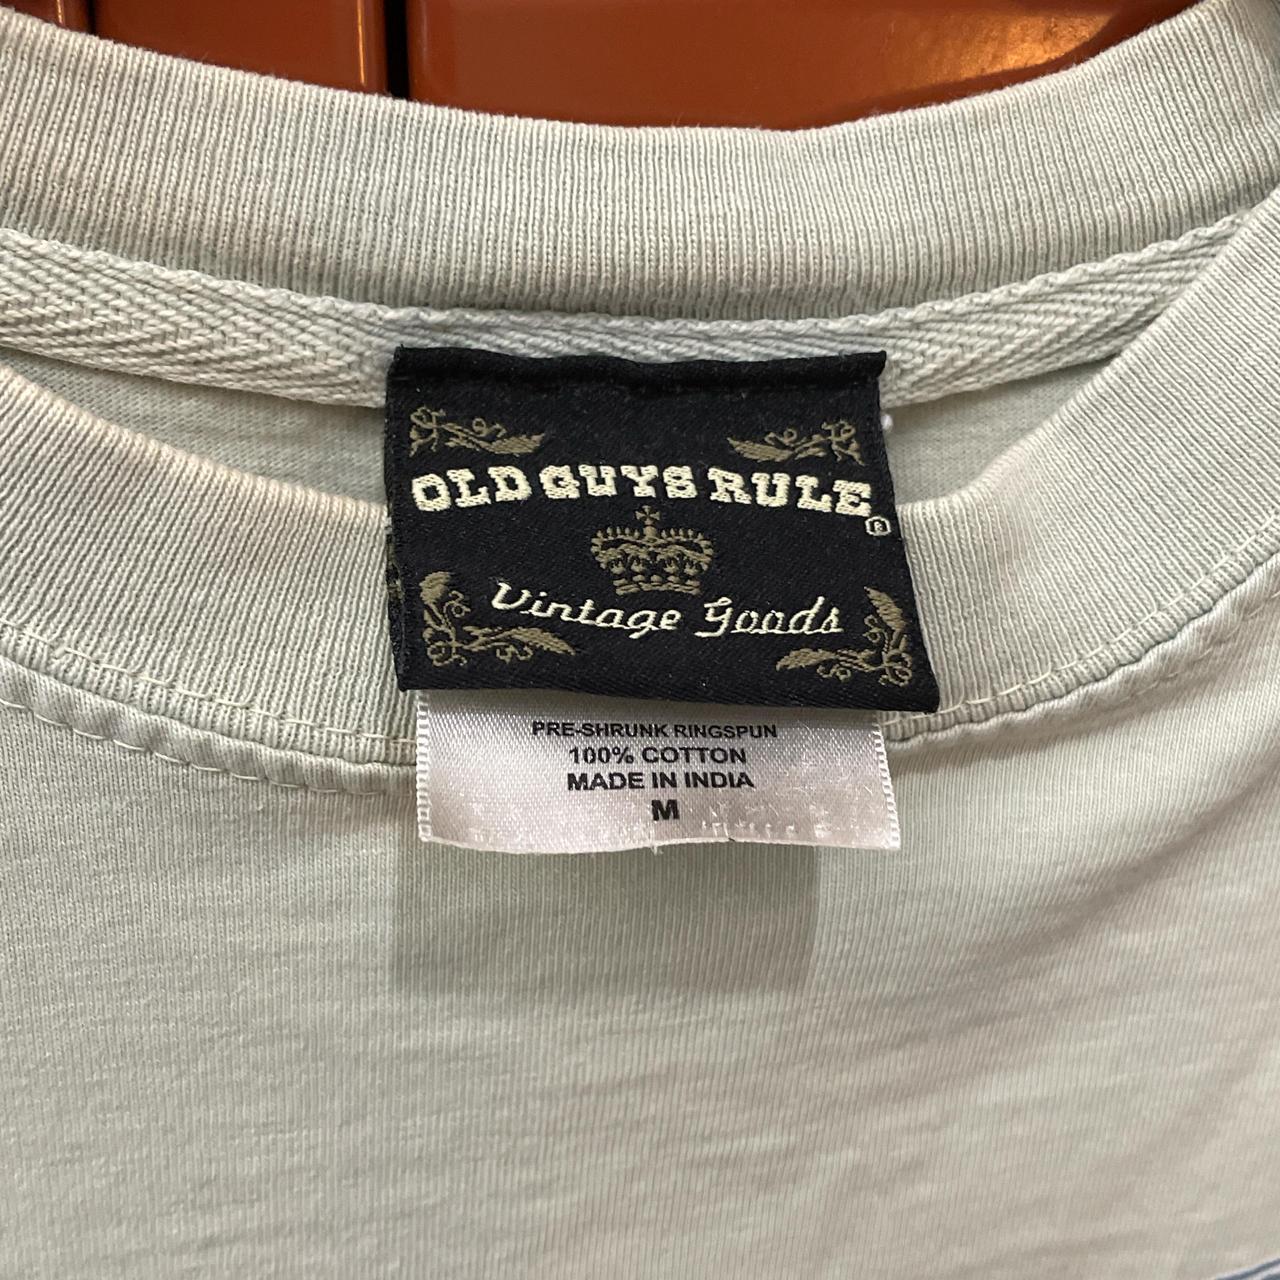 OLD GUYS RULE®
Vintage Goods
PRE-SHRUNK RINGSPUN
100% COTTON
MADE IN INDIA
M